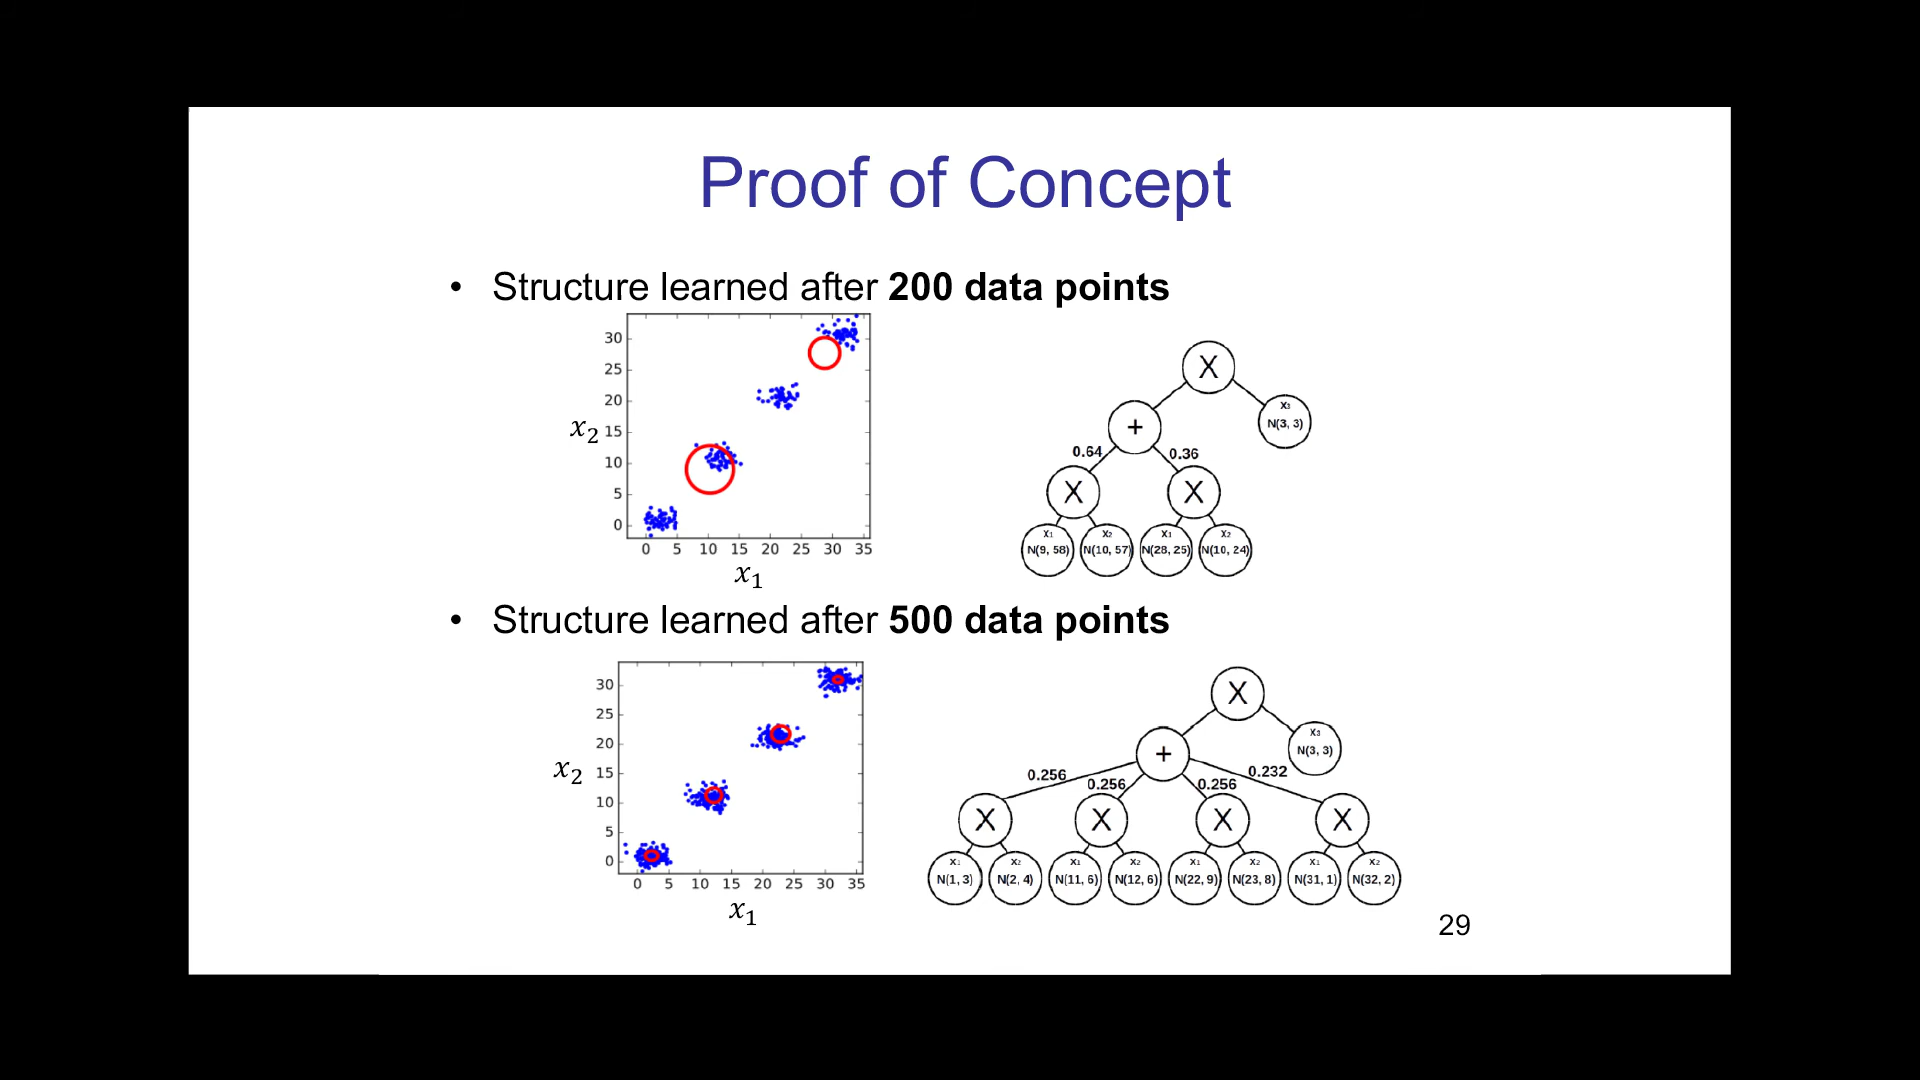 Proof of Concept
• Structure learned after 200 data points
30
25
20
15
10
5
0
x₂
0 5 10 15 20 25 30 35
x₁
X
+
X₃
N(3, 3)
0.64
0.36
X
X
X₁
N(9, 58)
X₂
N(10, 57)
X₁
N(28, 25)
X₂
N(10, 24)
• Structure learned after 500 data points
30
25
20
15
10
5
0
x₂
0 5 10 15 20 25 30 35
x₁
X
+
X₃
N(3, 3)
0.256
0.256
0.256
0.232
X
X
X
X
X₁
N(1, 3)
X₂
N(2, 4)
X₁
N(11, 6)
X₂
N(12, 6)
X₁
N(22, 9)
X₂
N(23, 8)
X₁
N(31, 1)
X₂
N(32, 2)
29